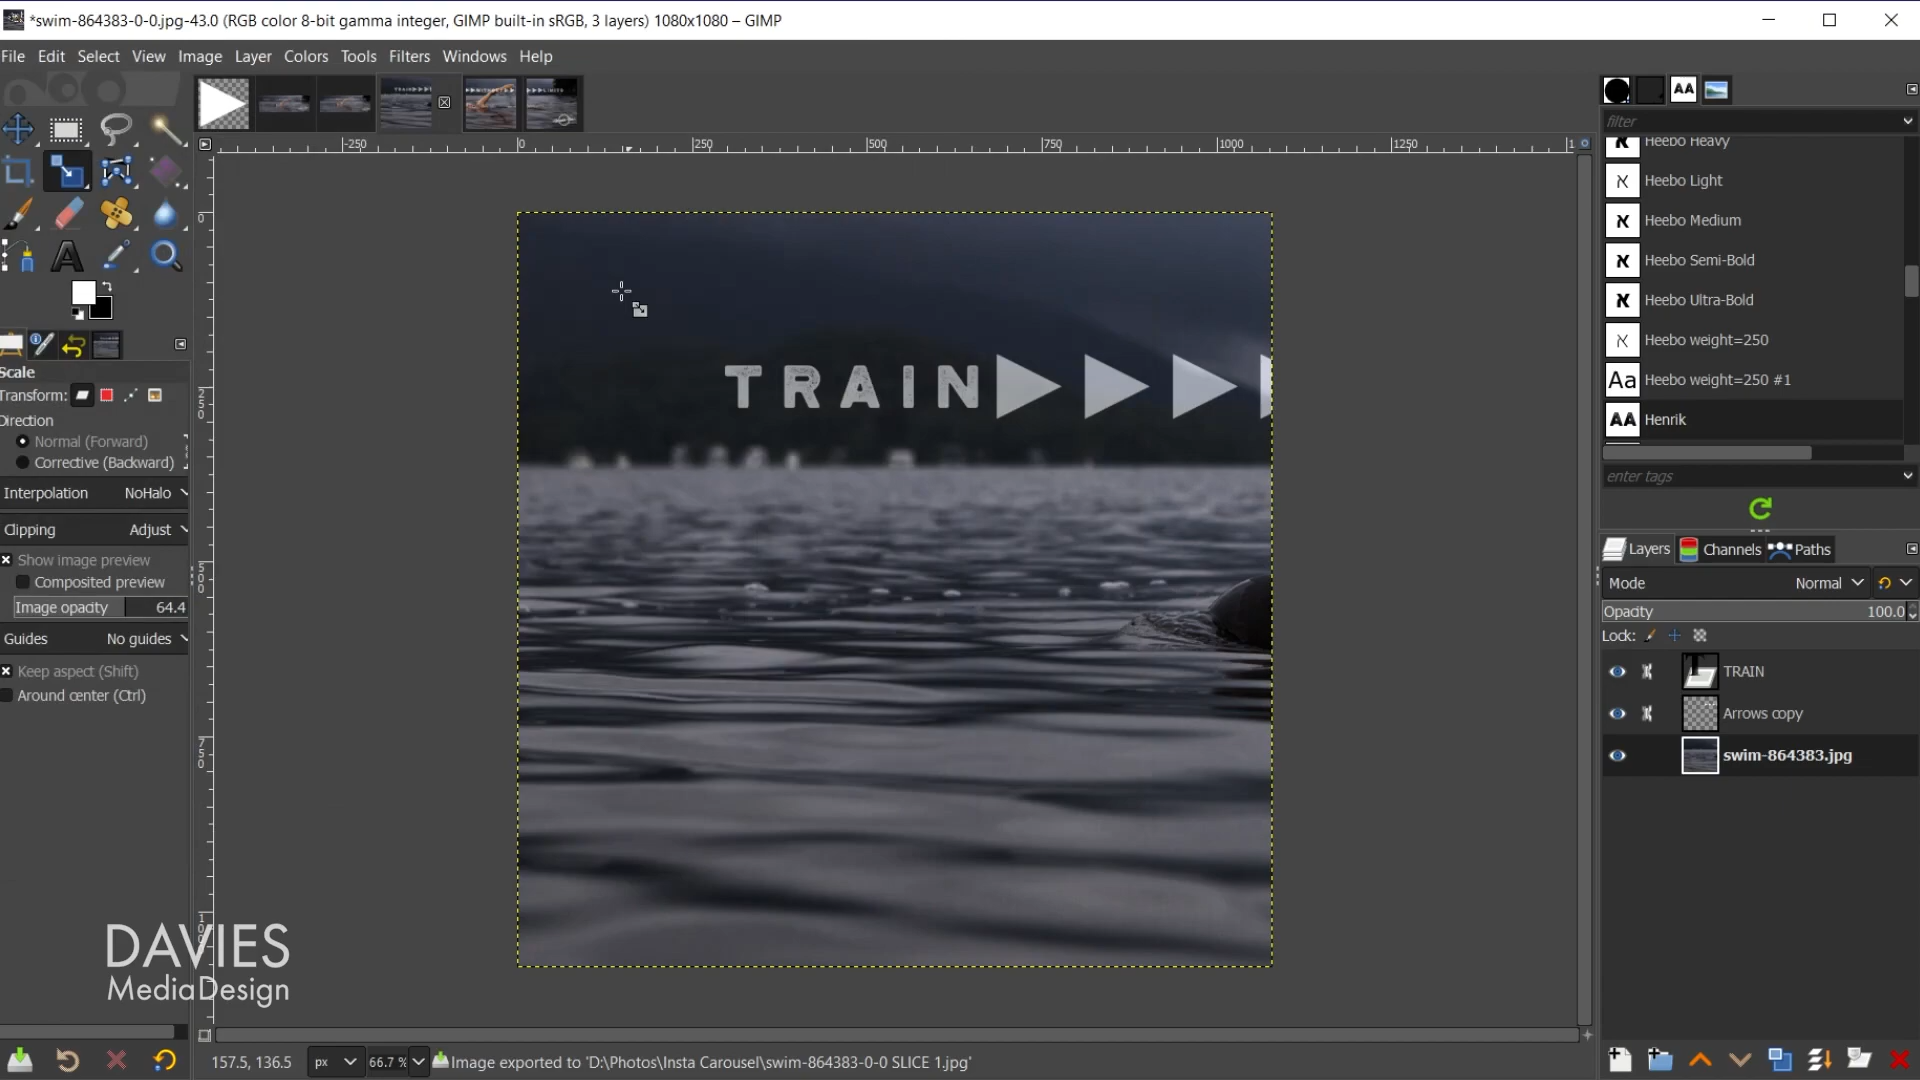 *swim-864383-0-0.jpg-43.0 (RGB color 8-bit gamma integer, GIMP built-in sRGB, 3 layers) 1080x1080 – GIMP
File Edit Select View Image Layer Colors Tools Filters Windows Help
-250 0 250 500 750 1000 1250
filter
Heebo Heavy
א Heebo Light
א Heebo Medium
א Heebo Semi-Bold
א Heebo Ultra-Bold
א Heebo weight=250
Aa Heebo weight=250 #1
AA Henrik
enter tags
Scale
Transform:
Direction
Normal (Forward)
Corrective (Backward)
Interpolation NoHalo
Clipping Adjust
Show image preview
Composited preview
Image opacity 64.4
Guides No guides
Keep aspect (Shift)
Around center (Ctrl)
0
250
500
750
TRAIN
Layers Channels Paths
Mode Normal
Opacity 100.0
Lock:
TRAIN
Arrows copy
swim-864383.jpg
DAVIES
MediaDesign
157.5, 136.5 px 66.7 % Image exported to 'D:\Photos\Insta Carousel\swim-864383-0-0 SLICE 1.jpg'